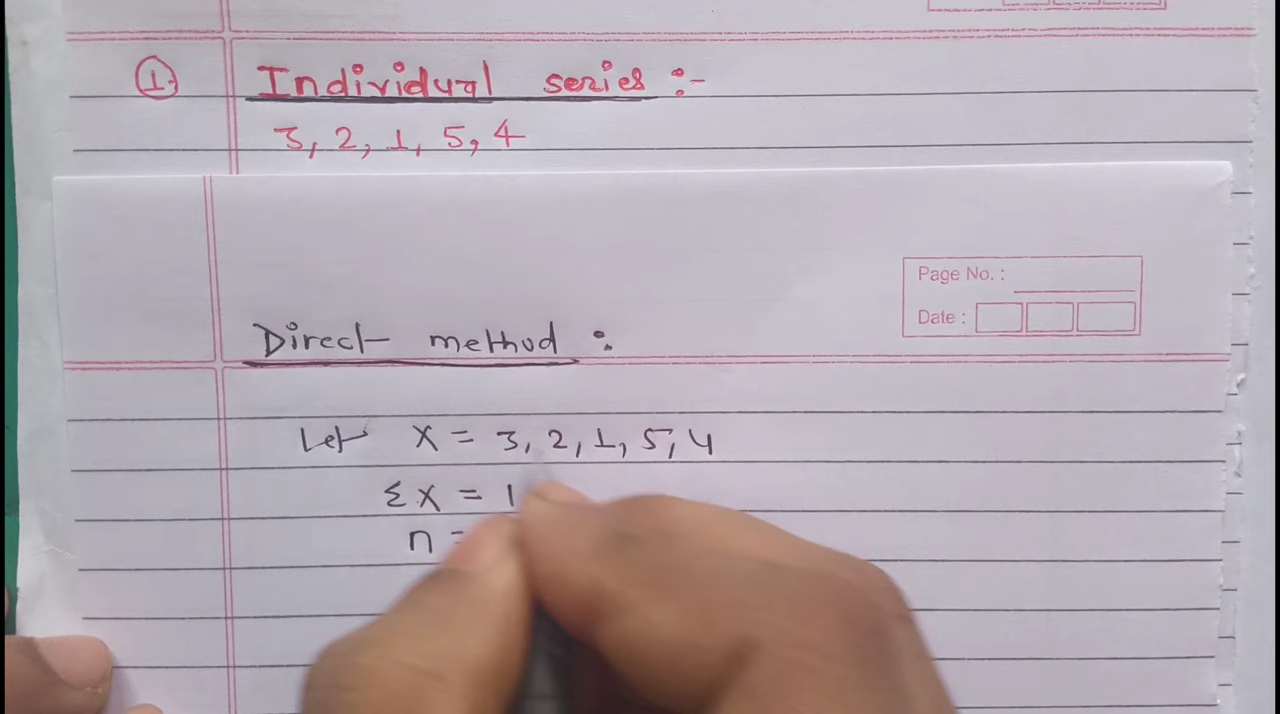 1.
Individual series :-
3, 2, 1, 5, 4
Page No. :
Date :
Direct method :
Let X = 3, 2, 1, 5, 4
Σx = 1
n =